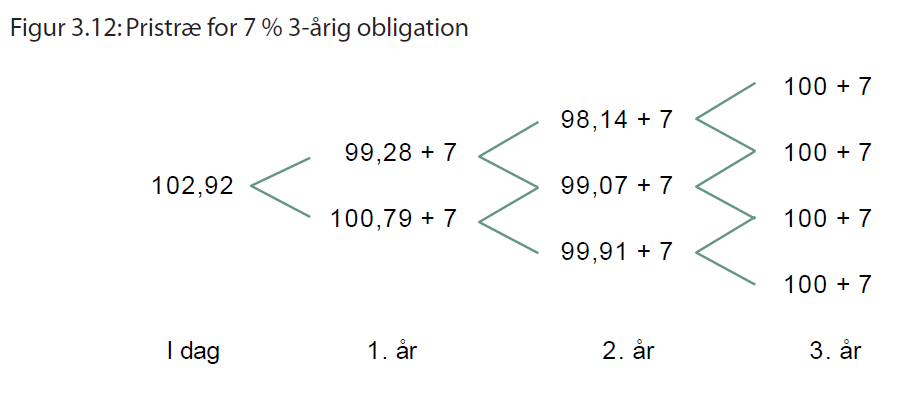 Figur 3.12: Pristræ for 7 % 3-årig obligation
100 + 7
98,14 + 7
99,28 + 7
100 + 7
102,92
99,07 + 7
100,79 + 7
100 + 7
99,91 + 7
100 + 7
I dag
1. år
2. år
3. år